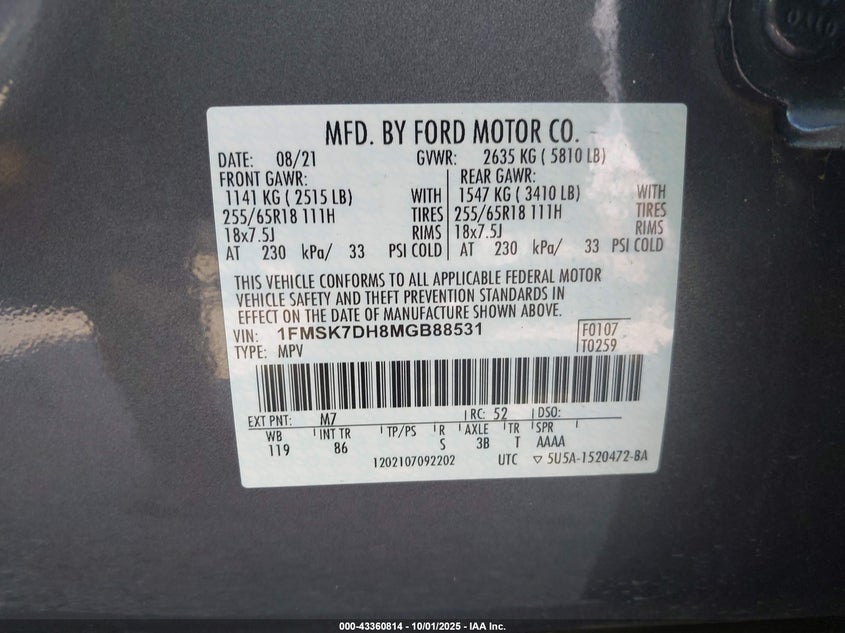 MFD. BY FORD MOTOR CO.
DATE: 08/21 GVWR: 2635 KG ( 5810 LB)
FRONT GAWR: REAR GAWR:
1141 KG ( 2515 LB) WITH 1547 KG ( 3410 LB) WITH
255/65R18 111H TIRES 255/65R18 111H TIRES
18x7.5J RIMS 18x7.5J RIMS
AT 230 kPa/ 33 PSI COLD AT 230 kPa/ 33 PSI COLD
THIS VEHICLE CONFORMS TO ALL APPLICABLE FEDERAL MOTOR
VEHICLE SAFETY AND THEFT PREVENTION STANDARDS IN
EFFECT ON THE DATE OF MANUFACTURE SHOWN ABOVE.
VIN: 1FMSK7DH8MGB88531 F0107
TYPE: MPV T0259
EXT PNT: M7 RC: 52 DSO:
WB INT TR TP/PS R AXLE TR SPR
119 86 S 3B T AAAA
1202107092202 UTC ▽ 5U5A-1520472-BA
000-43360814 - 10/01/2025 - IAA Inc.